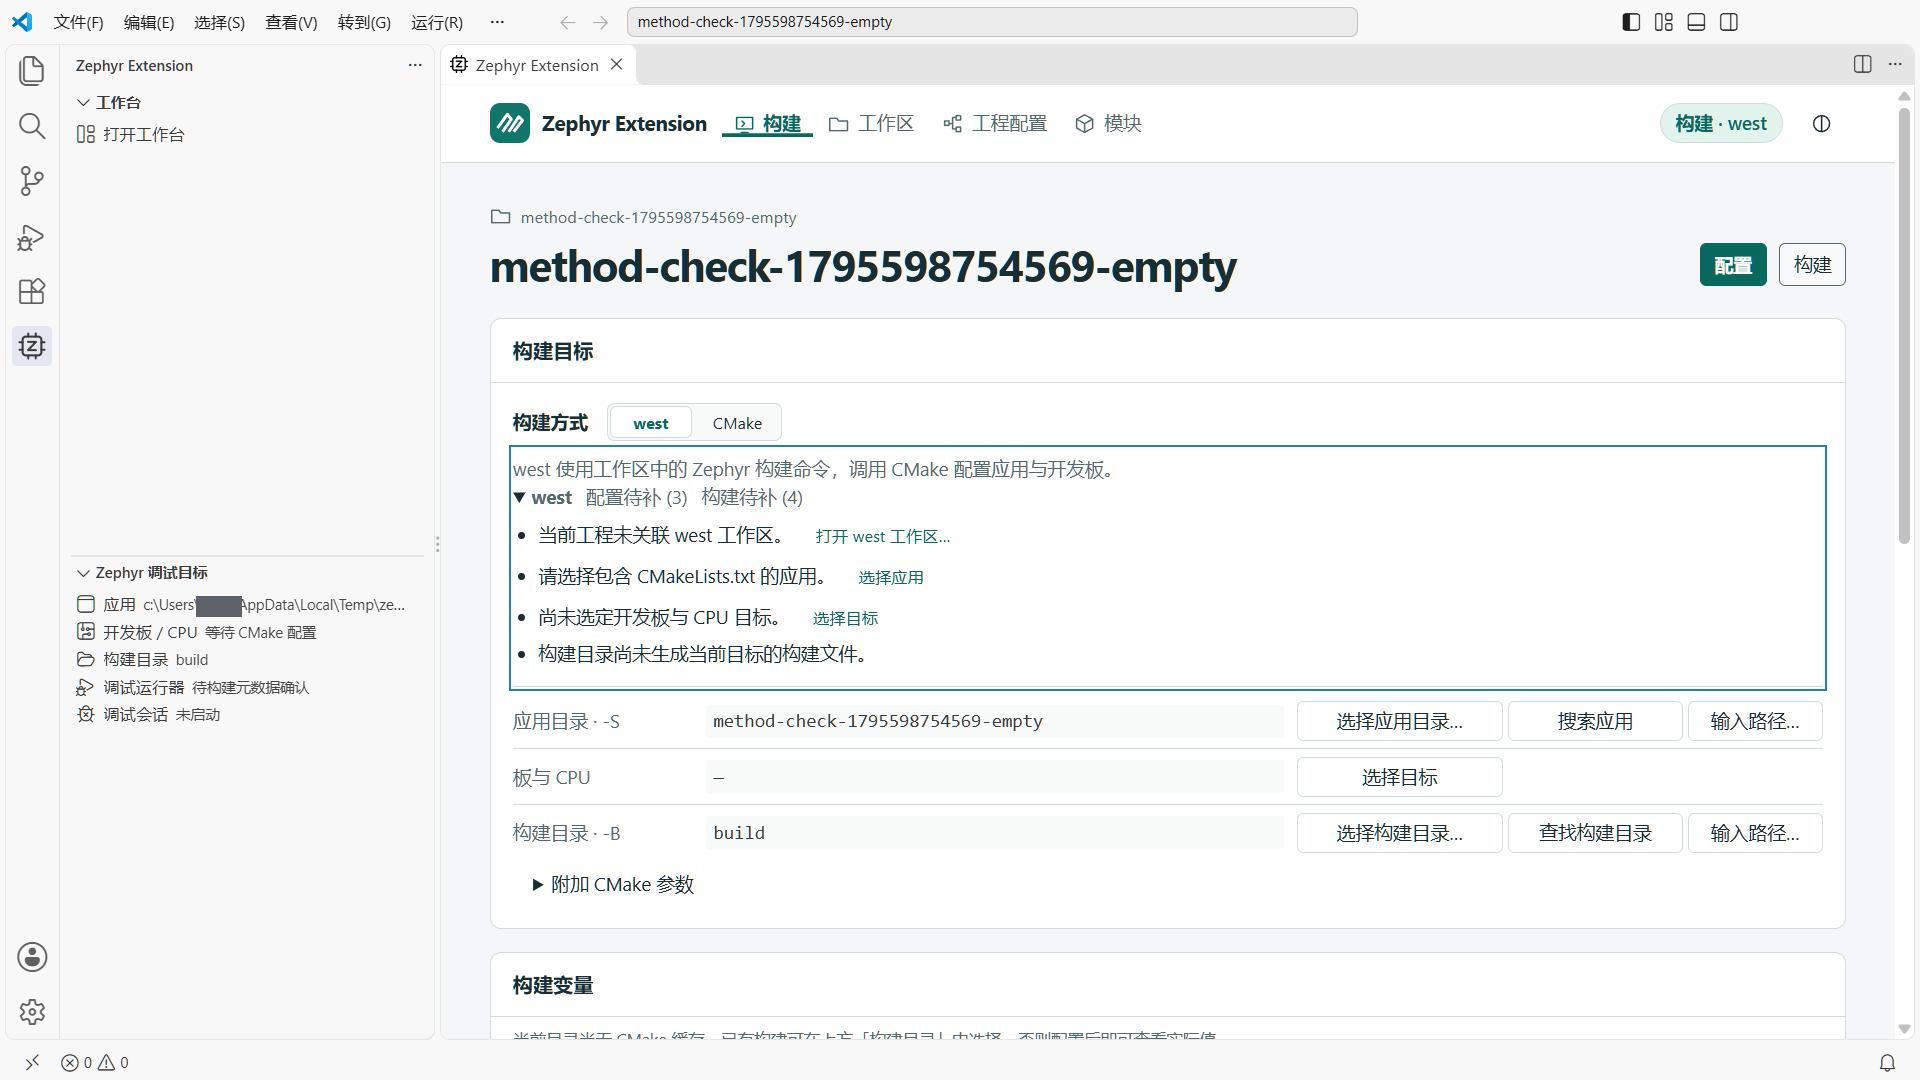 文件(F) 编辑(E) 选择(S) 查看(V) 转到(G) 运行(R) ··· method-check-1795598754569-empty
Zephyr Extension
工作台
打开工作台
Zephyr 调试目标
应用 c:\Users\ AppData\Local\Temp\ze...
开发板 / CPU 等待 CMake 配置
构建目录 build
调试运行器 待构建元数据确认
调试会话 未启动
Zephyr Extension
Zephyr Extension 构建 工作区 工程配置 模块 构建 · west
method-check-1795598754569-empty
method-check-1795598754569-empty 配置 构建
构建目标
构建方式 west CMake
west 使用工作区中的 Zephyr 构建命令，调用 CMake 配置应用与开发板。
west 配置待补 (3) 构建待补 (4)
当前工程未关联 west 工作区。 打开 west 工作区...
请选择包含 CMakeLists.txt 的应用。 选择应用
尚未选定开发板与 CPU 目标。 选择目标
构建目录尚未生成当前目标的构建文件。
应用目录 · -S method-check-1795598754569-empty 选择应用目录... 搜索应用 输入路径...
板与 CPU — 选择目标
构建目录 · -B build 选择构建目录... 查找构建目录 输入路径...
附加 CMake 参数
构建变量
0 0